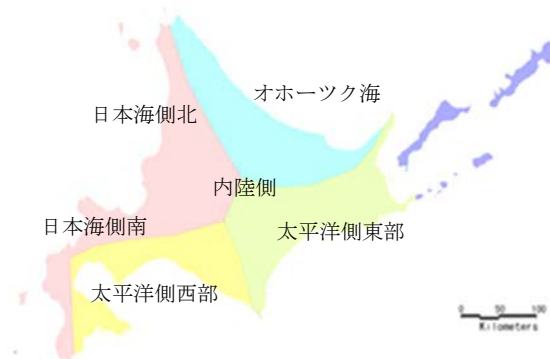 オホーツク海
日本海側北
内陸側
日本海側南
太平洋側東部
太平洋側西部
0 50 100
Kilometers